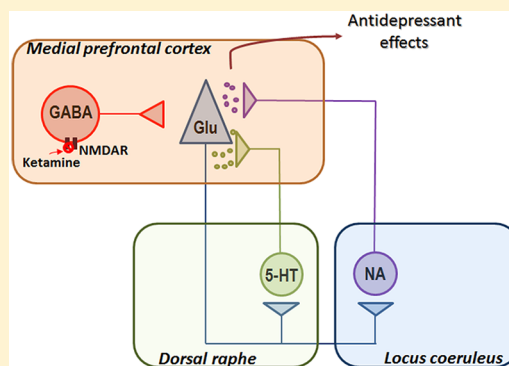 Antidepressant
effects
Medial prefrontal cortex
GABA
Glu
NMDAR
Ketamine
5-HT
NA
Dorsal raphe
Locus coeruleus